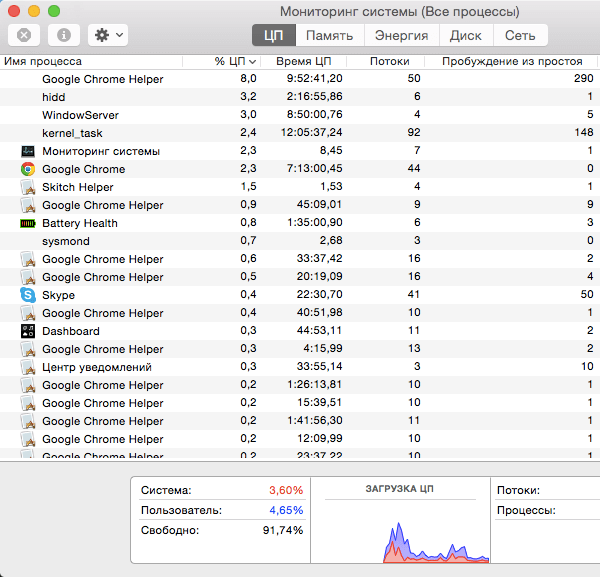 Мониторинг системы (Все процессы)
ЦП Память Энергия Диск Сеть
Имя процесса % ЦП Время ЦП Потоки Пробуждение из простоя
Google Chrome Helper 8,0 9:52:41,20 50 290
hidd 3,2 2:16:55,86 6 1
WindowServer 3,0 8:50:00,76 4 5
kernel_task 2,4 12:05:37,24 92 148
Мониторинг системы 2,3 8,45 7 1
Google Chrome 2,3 7:13:00,45 44 0
Skitch Helper 1,5 1,53 4 1
Google Chrome Helper 0,9 45:09,01 9 9
Battery Health 0,8 1:35:00,90 6 3
sysmond 0,7 2,68 3 0
Google Chrome Helper 0,6 33:37,42 16 2
Google Chrome Helper 0,5 20:19,09 16 4
Skype 0,4 22:30,70 41 50
Google Chrome Helper 0,4 40:51,98 10 1
Dashboard 0,3 44:53,11 11 2
Google Chrome Helper 0,3 4:15,99 13 2
Центр уведомлений 0,3 33:55,14 3 10
Google Chrome Helper 0,2 1:26:13,81 10 1
Google Chrome Helper 0,2 15:39,51 10 1
Google Chrome Helper 0,2 1:41:56,30 11 1
Google Chrome Helper 0,2 12:09,99 10 1
Google Chrome Helper 0,2 23:37,22 10 1
Система: 3,60%
Пользователь: 4,65%
Свободно: 91,74%
ЗАГРУЗКА ЦП
Потоки:
Процессы: